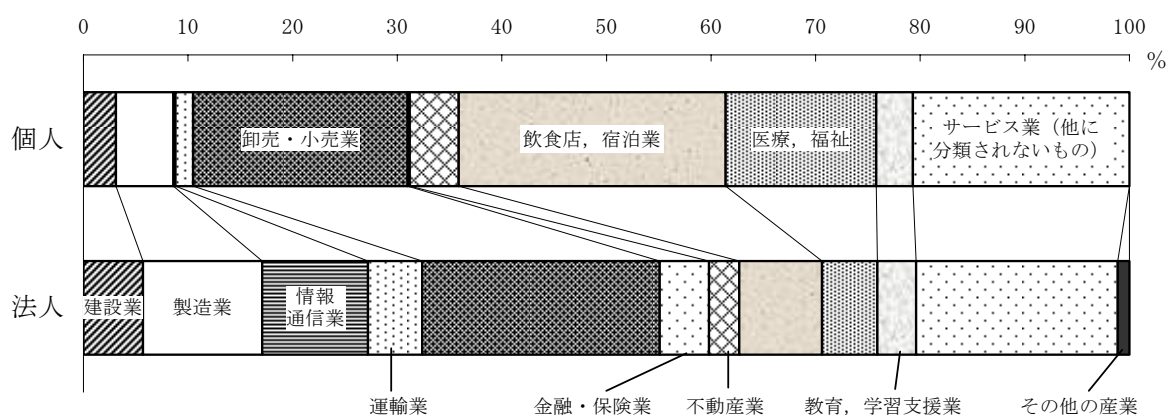 0 10 20 30 40 50 60 70 80 90 100
%
個人
卸売・小売業
飲食店，宿泊業
医療，福祉
サービス業（他に
分類されないもの）
法人
建設業
製造業
情報
通信業
運輸業
金融・保険業
不動産業
教育，学習支援業
その他の産業